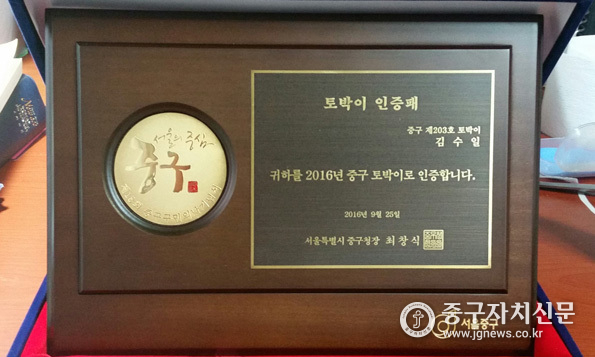 서울의 중심
중구
토박이 인증패
중구 제203호 토박이
김 수 일
귀하를 2016년 중구 토박이로 인증합니다.
2016년 9월 25일
서울특별시 중구청장 최창식
서울중구
중구자치신문
www.jgnews.co.kr